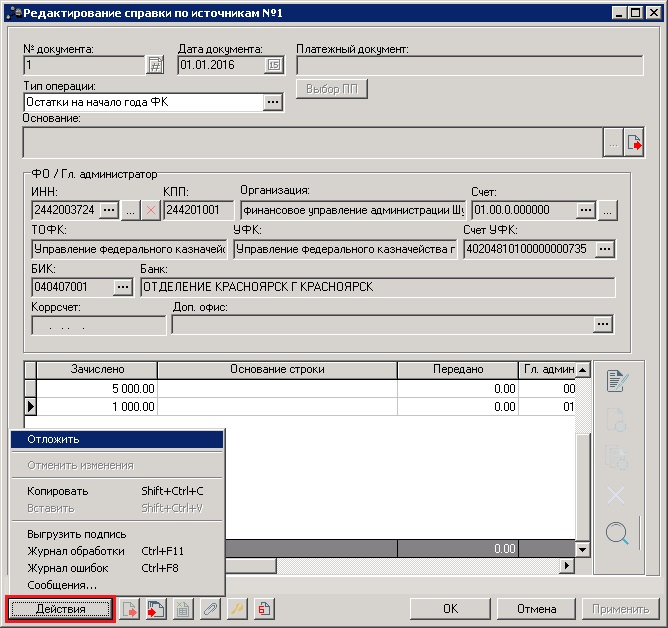 Редактирование справки по источникам №1
№ документа: Дата документа: Платежный документ:
1 01.01.2016 15
Тип операции:
Остатки на начало года ФК ... Выбор ПП
Основание:
...
ФО / Гл. администратор
ИНН: КПП: Организация: Счет:
2442003724 ... ... 244201001 финансовое управление администрации Шу 01.00.0.000000 ... ...
ТОФК: УФК: Счет УФК:
Управление Федерального казначейс Управление Федерального казначейства г 40204810100000000735 ...
БИК: Банк:
040407001 ... ОТДЕЛЕНИЕ КРАСНОЯРСК Г КРАСНОЯРСК
Коррсчет: Доп. офис:
. .. . ...
Зачислено Основание строки Передано Гл. админ
5 000.00 0.00 00
1 000.00 0.00 01
Отложить
Отменить изменения
Копировать Shift+Ctrl+C
Вставить Shift+Ctrl+V
Выгрузить подпись
0.00
Журнал обработки Ctrl+F11
Журнал ошибок Ctrl+F8
Сообщения...
Действия OK Отмена Применить